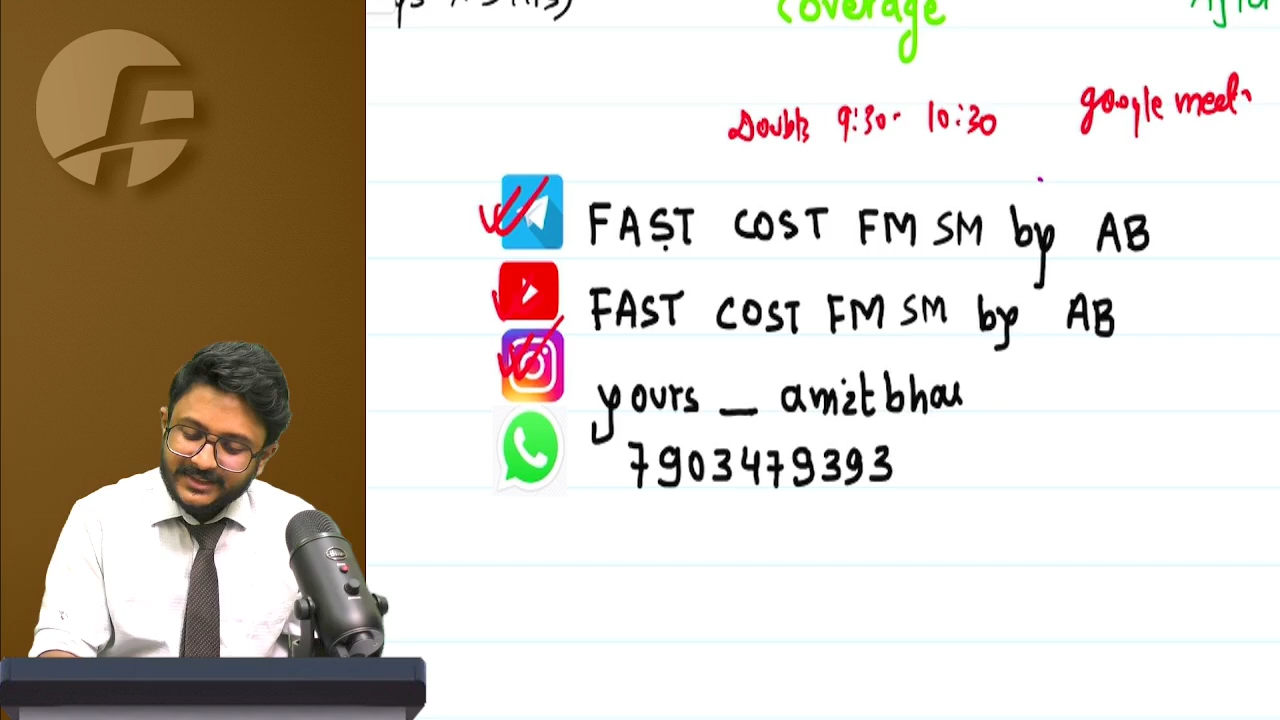 coverage
Doubts 9:30- 10:30
google meet
FAST COST FM SM by AB
FAST COST FM SM by AB
yours _ amitbhai
7903479393